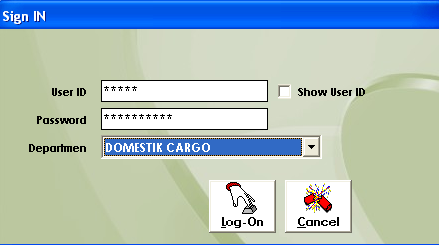 Sign IN
User ID *****
Show User ID
Password **********
Departmen DOMESTIK CARGO
Log-On Cancel